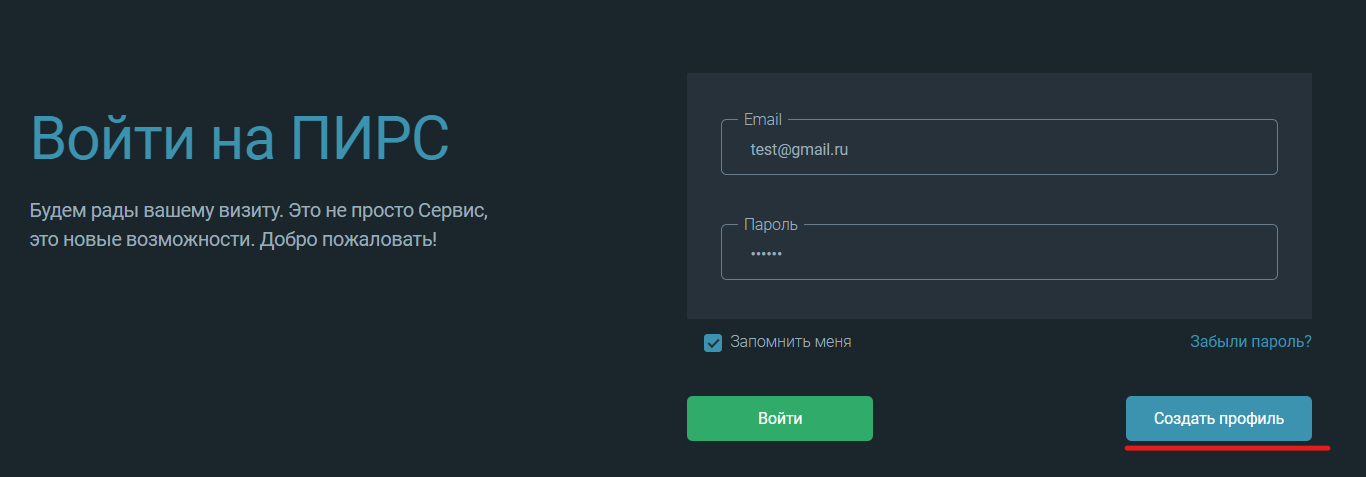 Войти на ПИРС
Будем рады вашему визиту. Это не просто Сервис,
это новые возможности. Добро пожаловать!
Email
test@gmail.ru
Пароль
••••••
Запомнить меня
Забыли пароль?
Войти
Создать профиль